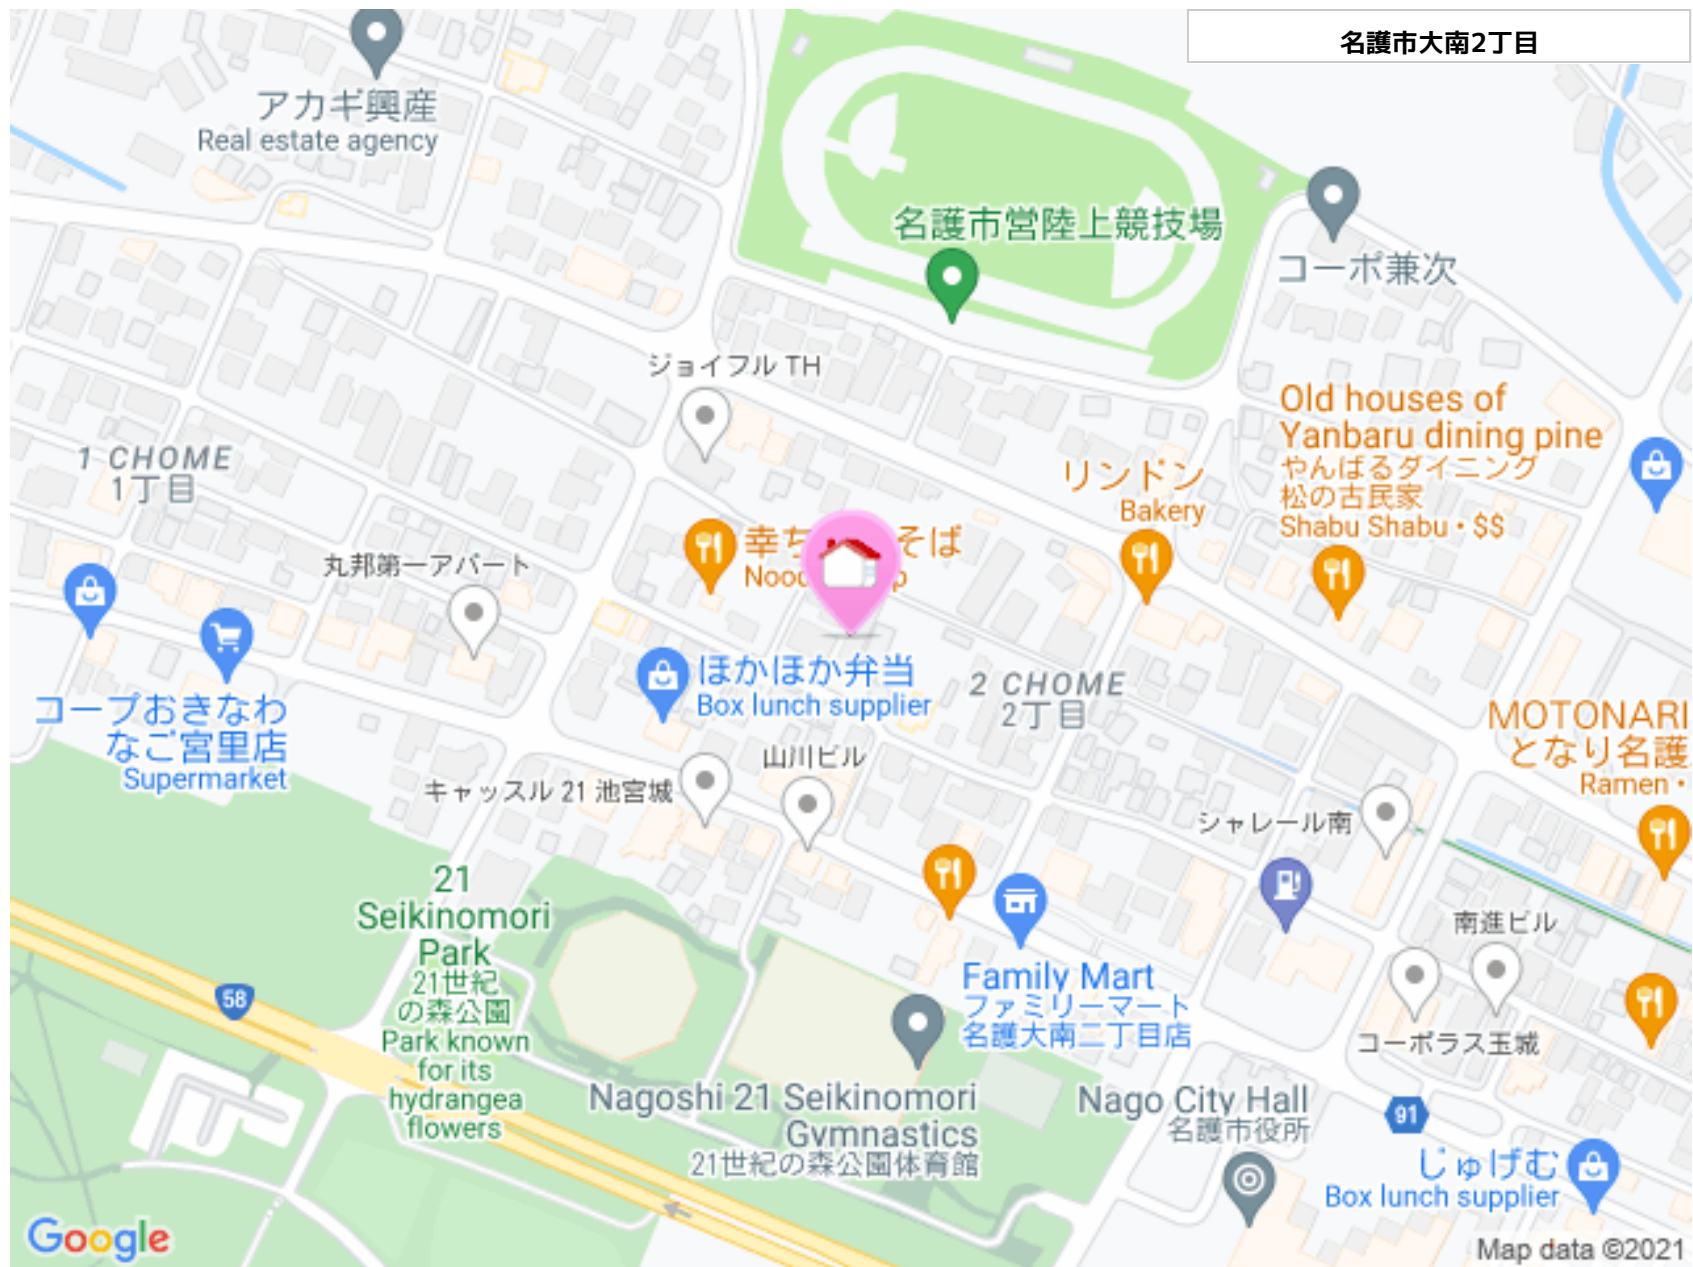 名護市大南2丁目
アカギ興産
Real estate agency
名護市営陸上競技場
コーポ兼次
ジョイフル TH
Old houses of
Yanbaru dining pine
やんばるダイニング
松の古民家
Shabu Shabu・$$
1 CHOME
1丁目
リンドン
Bakery
幸ち
そば
丸邦第一アパート
ほかほか弁当
Box lunch supplier
2 CHOME
2丁目
コープおきなわ
なご宮里店
Supermarket
MOTONARI
となり名護
Ramen・
山川ビル
キャッスル 21 池宮城
シャレール南
21
Seikinomori
Park
21世紀
の森公園
Park known
for its
hydrangea
flowers
南進ビル
Family Mart
ファミリーマート
名護大南二丁目店
58
コーポラス玉城
Nagoshi 21 Seikinomori
Gymnastics
21世紀の森公園体育館
Nago City Hall
名護市役所
91
じゅげむ
Box lunch supplier
Google
Map data ©2021